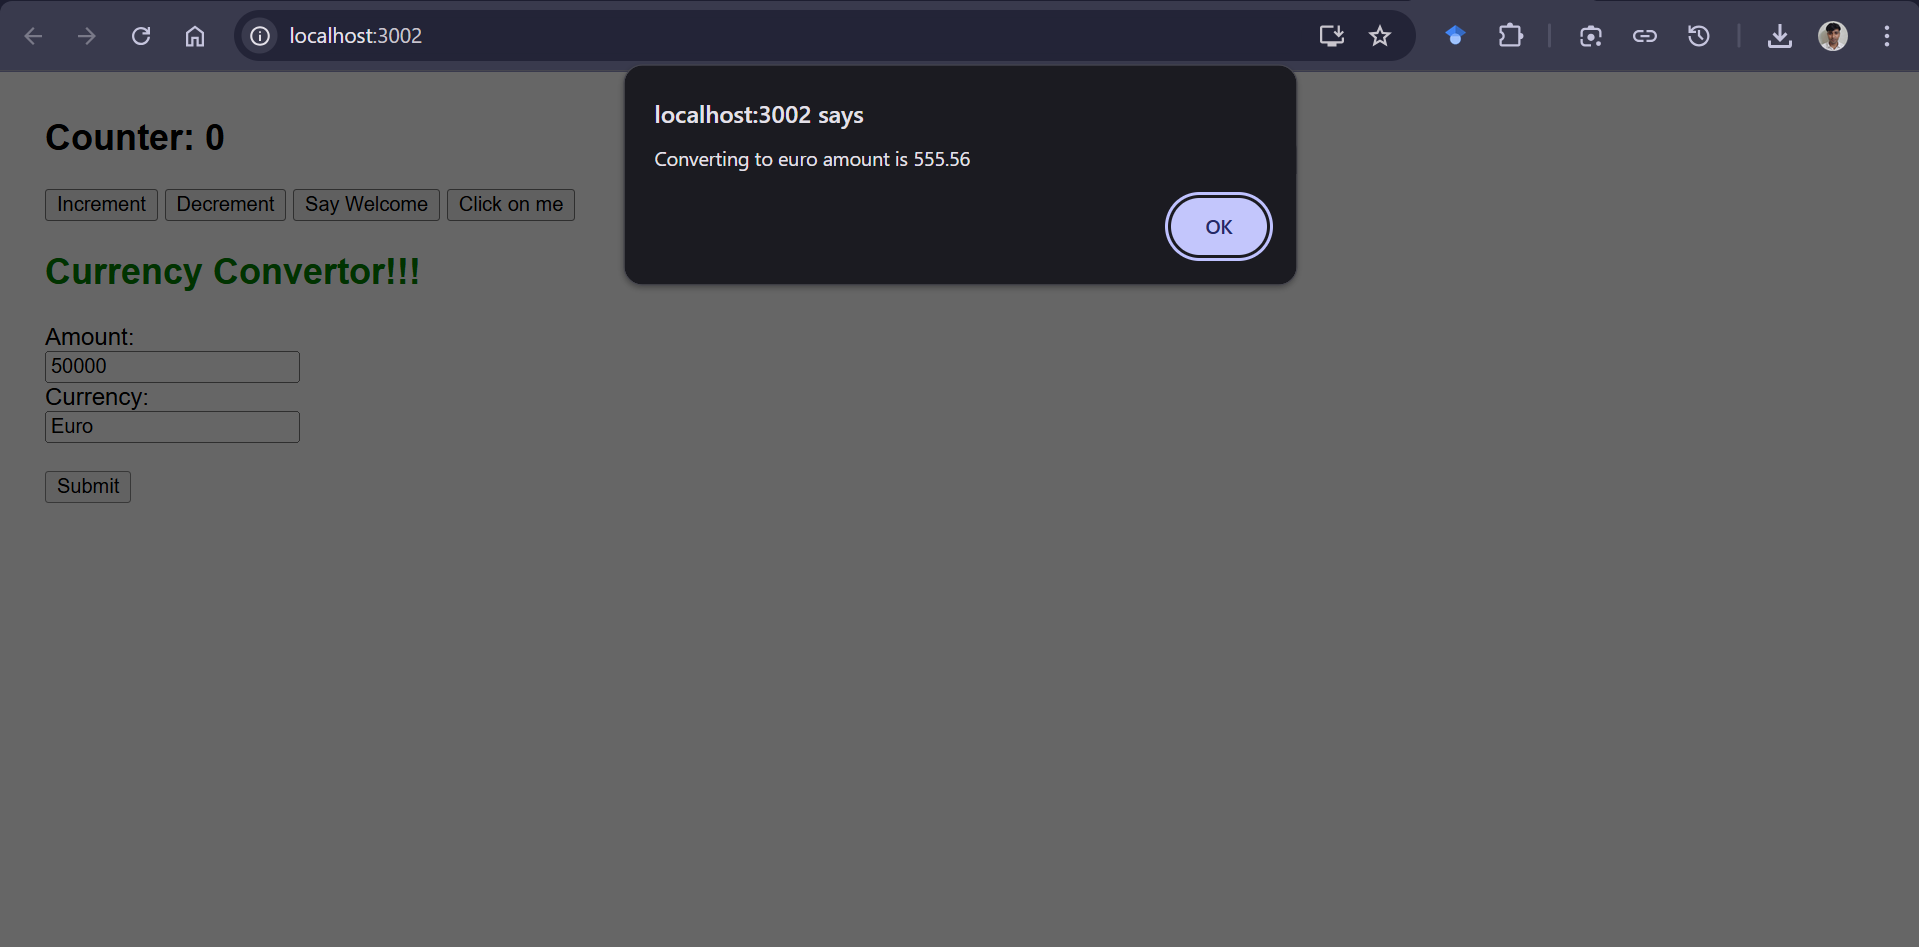 localhost:3002
localhost:3002 says
Converting to euro amount is 555.56
OK
Counter: 0
Increment Decrement Say Welcome Click on me
Currency Convertor!!!
Amount:
50000
Currency:
Euro
Submit